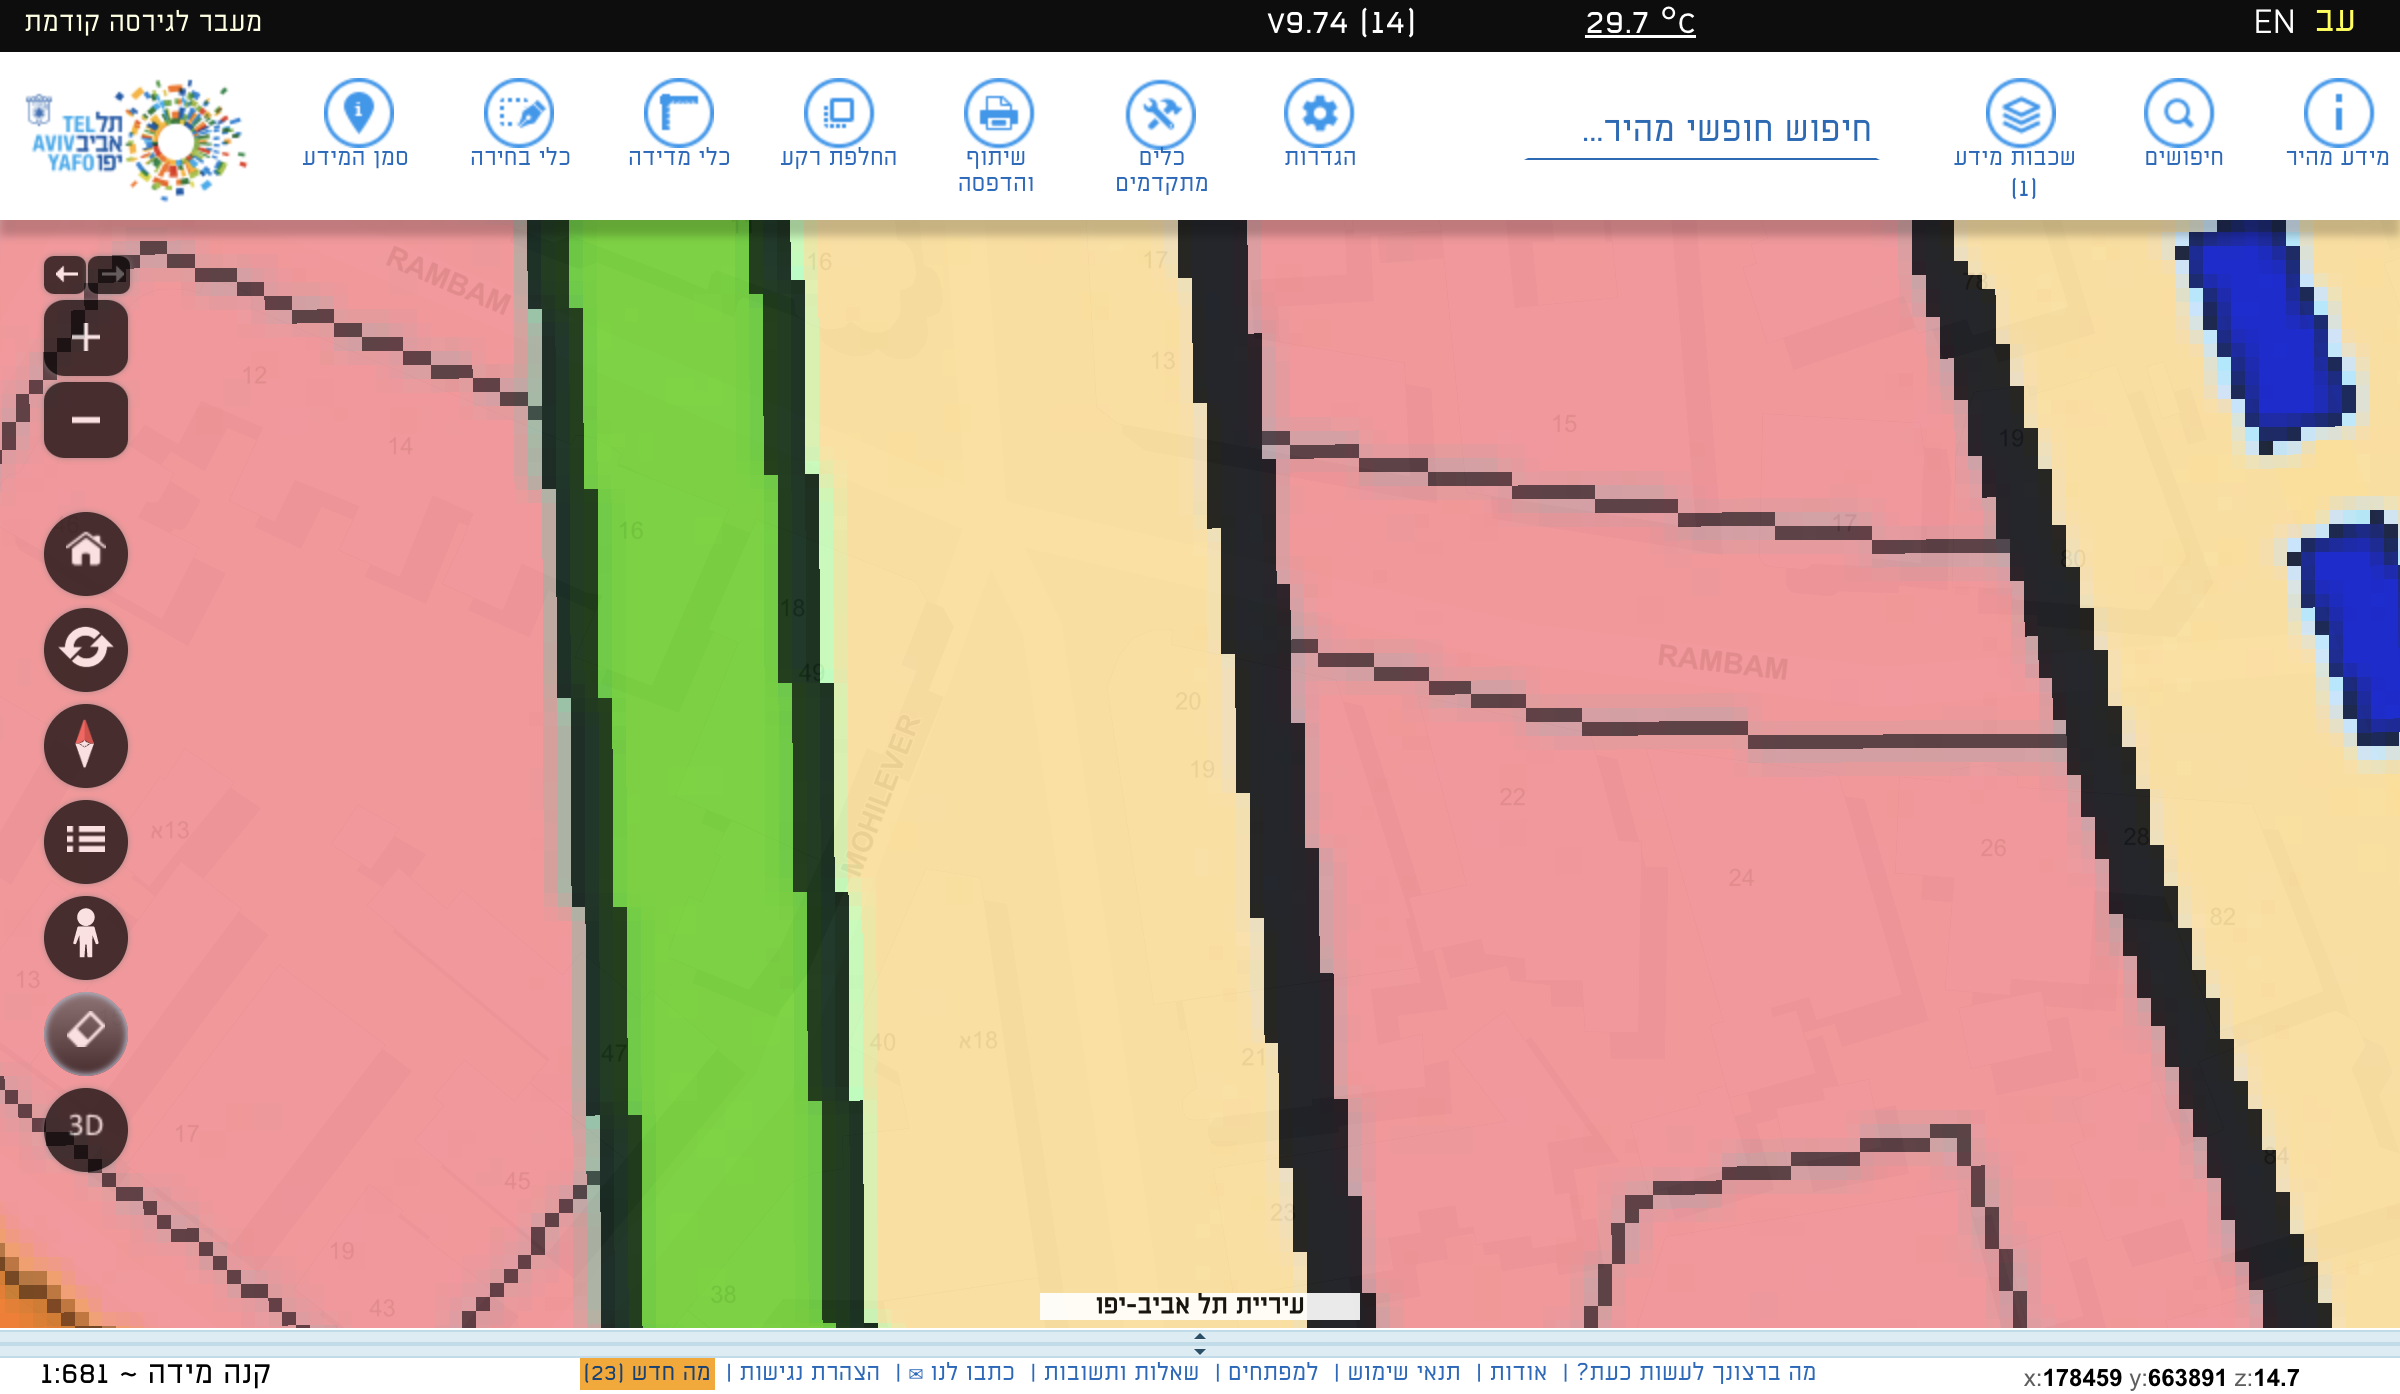 מעבר לגירסה קודמת
V9.74 (14)
29.7 °C
EN עב
תל TEL
אביב AVIV
יפו YAFO
סמן המידע
כלי בחירה
כלי מדידה
החלפת רקע
שיתוף
והדפסה
כלים
מתקדמים
הגדרות
חיפוש חופשי מהיר...
שכבות מידע
(1)
חיפושים
מידע מהיר
RAMBAM
16
17
78
13
12
14
15
19
17
16
80
18
49
RAMBAM
20
19
MOHILEVER
22
א13
28
26
24
82
13
40
א18
47
21
3D
17
84
45
23
19
38
43
עיריית תל אביב-יפו
קנה מידה ~ 1:681
מה ברצונך לעשות כעת? | אודות | תנאי שימוש | למפתחים | שאלות ותשובות | כתבו לנו ✉ | הצהרת נגישות | מה חדש (23)
x:178459 y:663891 z:14.7